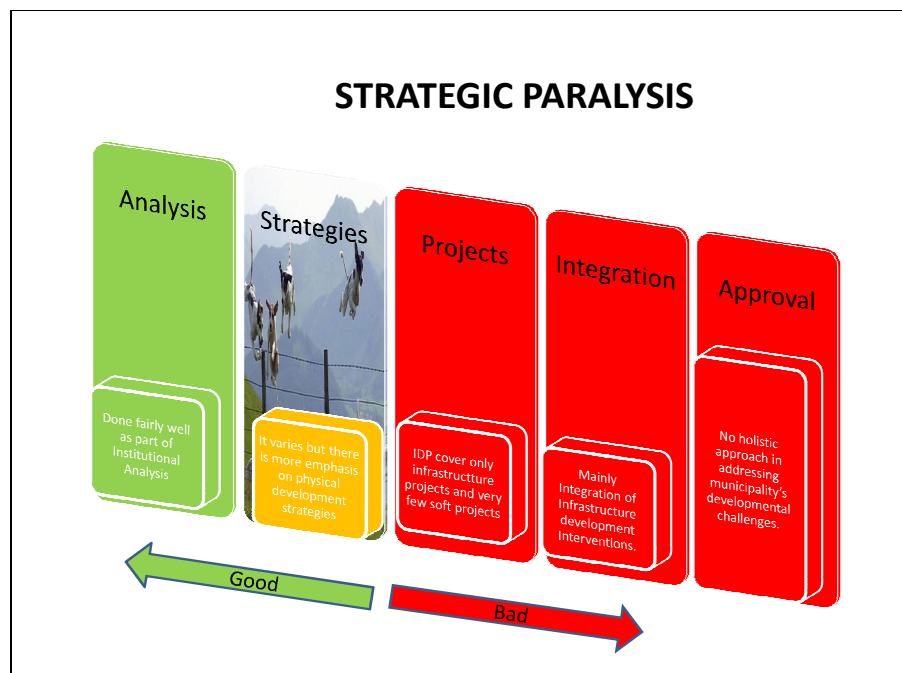 STRATEGIC PARALYSIS
Analysis
Done fairly well
as part of
Institutional
Analysis
Strategies
It varies but there
is more emphasis
on physical
development
strategies
Projects
IDP cover only
infrastructture
projects and very
few soft projects
Integration
Mainly
Integration of
Infrastructure
development
Interventions.
Approval
No holistic
approach in
addressing
municipality's
developmental
challenges.
Good
Bad